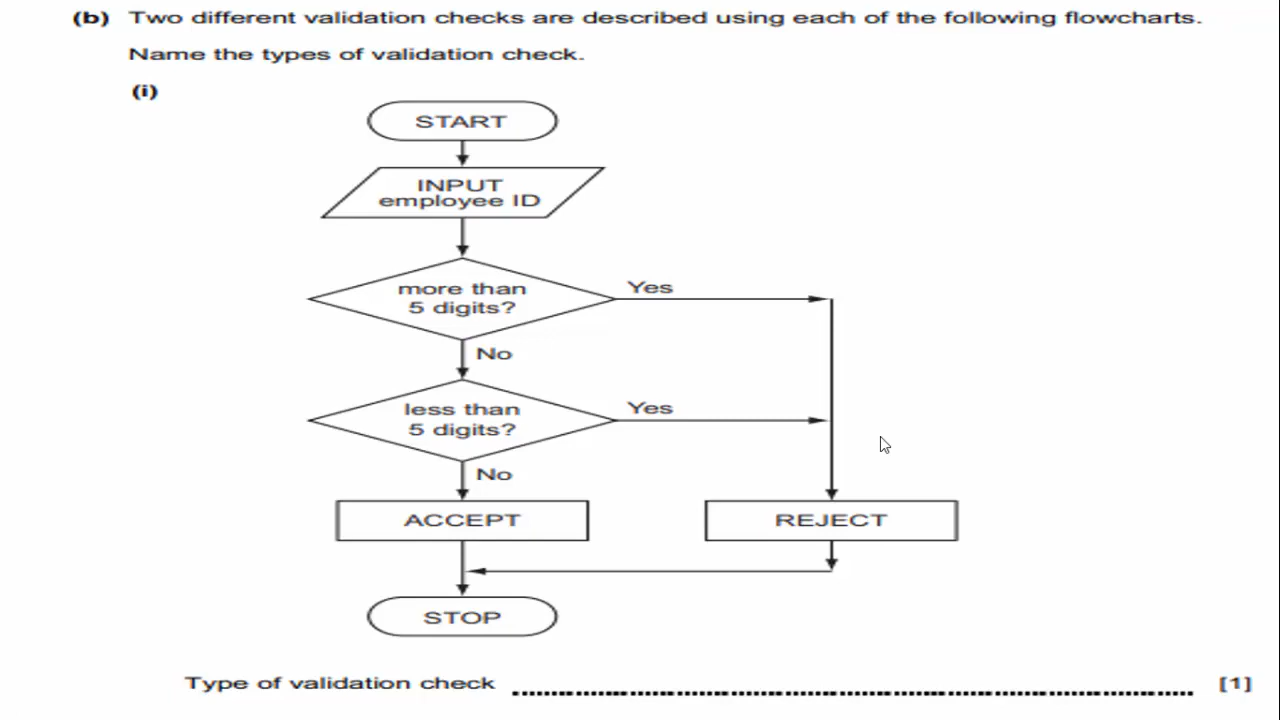 (b) Two different validation checks are described using each of the following flowcharts.
Name the types of validation check.
(i)
START
INPUT
employee ID
more than
5 digits?
Yes
No
less than
5 digits?
Yes
No
ACCEPT
REJECT
STOP
Type of validation check ........................................ [1]